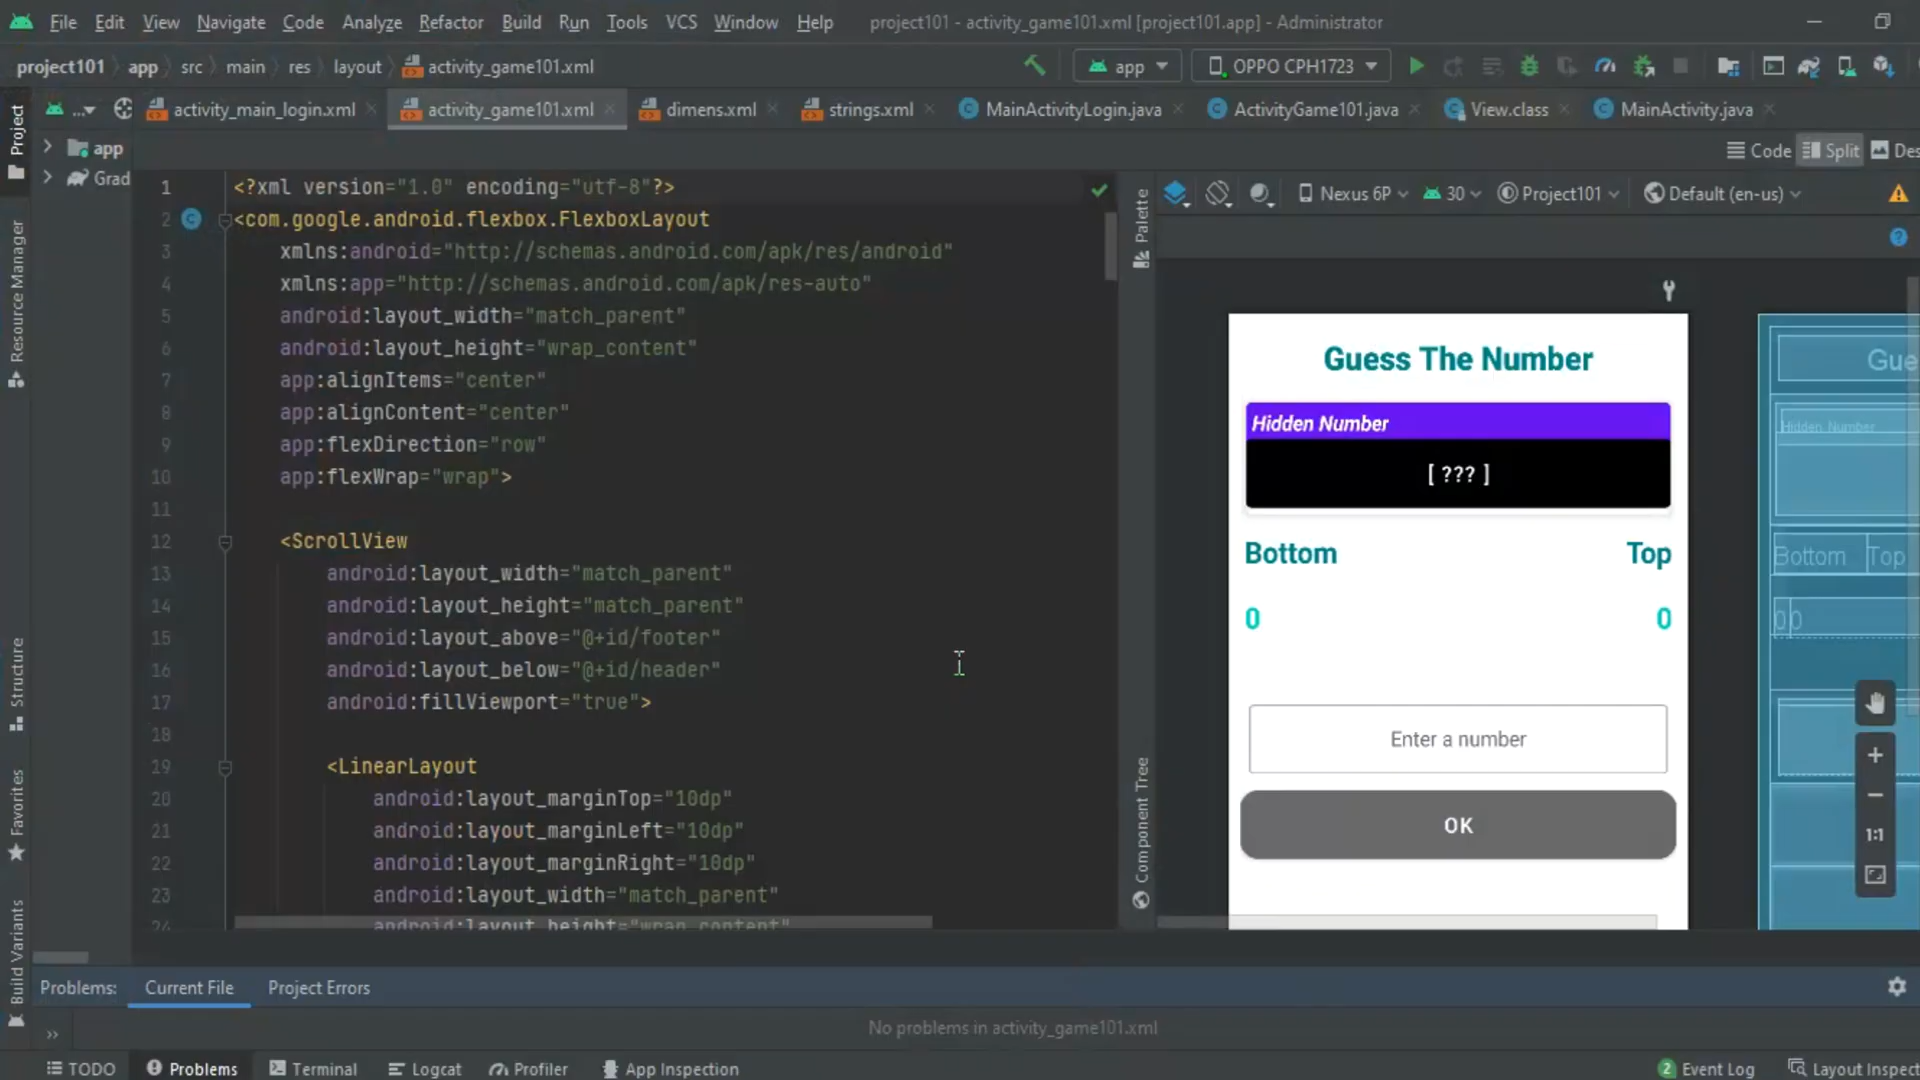 File Edit View Navigate Code Analyze Refactor Build Run Tools VCS Window Help project101 - activity_game101.xml [project101.app] - Administrator
project101 app src main res layout activity_game101.xml app OPPO CPH1723
... activity_main_login.xml activity_game101.xml dimens.xml strings.xml MainActivityLogin.java ActivityGame101.java View.class MainActivity.java
Project
Resource Manager
Structure
Favorites
Build Variants
app
Grad
Code Split Des
1 <?xml version="1.0" encoding="utf-8"?>
2 <com.google.android.flexbox.FlexboxLayout
3 xmlns:android="http://schemas.android.com/apk/res/android"
4 xmlns:app="http://schemas.android.com/apk/res-auto"
5 android:layout_width="match_parent"
6 android:layout_height="wrap_content"
7 app:alignItems="center"
8 app:alignContent="center"
9 app:flexDirection="row"
10 app:flexWrap="wrap">
11
12 <ScrollView
13 android:layout_width="match_parent"
14 android:layout_height="match_parent"
15 android:layout_above="@+id/footer"
16 android:layout_below="@+id/header"
17 android:fillViewport="true">
18
19 <LinearLayout
20 android:layout_marginTop="10dp"
21 android:layout_marginLeft="10dp"
22 android:layout_marginRight="10dp"
23 android:layout_width="match_parent"
24 android:layout_height="wrap_content"
Palette
Component Tree
Nexus 6P 30 Project101 Default (en-us)
Guess The Number
Hidden Number
[ ??? ]
Bottom Top
0 0
Enter a number
OK
Gue
Hidden Number
Bottom Top
0 0
1:1
Problems: Current File Project Errors
No problems in activity_game101.xml
TODO Problems Terminal Logcat Profiler App Inspection 2 Event Log Layout Inspect